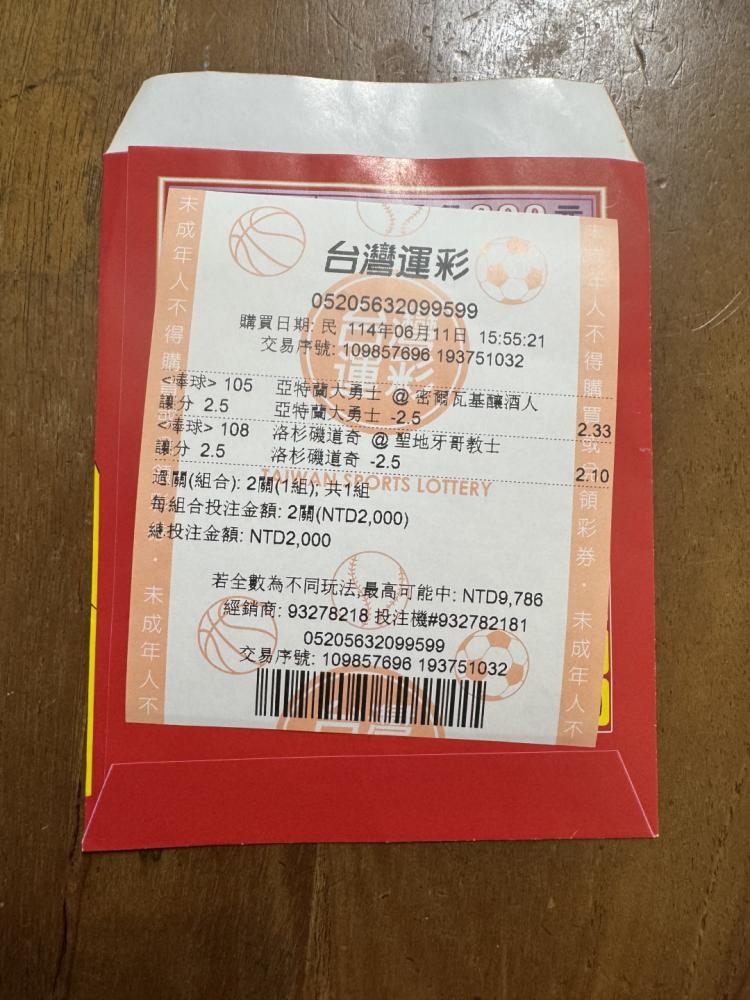 台灣運彩
05205632099599
購買日期: 民 114年06月11日 15:55:21
交易序號: 109857696 193751032
<棒球> 105 亞特蘭大勇士 @ 密爾瓦基釀酒人
讓分 2.5 亞特蘭大勇士 -2.5 2.33
<棒球> 108 洛杉磯道奇 @ 聖地牙哥教士
讓分 2.5 洛杉磯道奇 -2.5 2.10
TAIWAN SPORTS LOTTERY
過關(組合): 2關(1組); 共1組
每組合投注金額: 2關(NTD2,000)
總投注金額: NTD2,000
若全數為不同玩法,最高可能中: NTD9,786
經銷商: 93278218 投注機#932782181
05205632099599
交易序號: 109857696 193751032
未成年人不得購
未成年人不
未成年人不得購買或領彩券．未成年人不